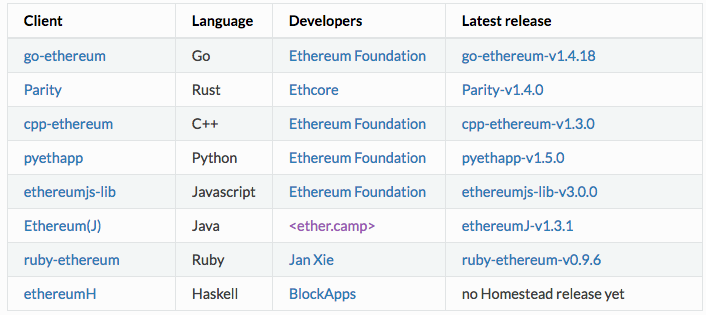 Client Language Developers Latest release
go-ethereum Go Ethereum Foundation go-ethereum-v1.4.18
Parity Rust Ethcore Parity-v1.4.0
cpp-ethereum C++ Ethereum Foundation cpp-ethereum-v1.3.0
pyethapp Python Ethereum Foundation pyethapp-v1.5.0
ethereumjs-lib Javascript Ethereum Foundation ethereumjs-lib-v3.0.0
Ethereum(J) Java <ether.camp> ethereumJ-v1.3.1
ruby-ethereum Ruby Jan Xie ruby-ethereum-v0.9.6
ethereumH Haskell BlockApps no Homestead release yet